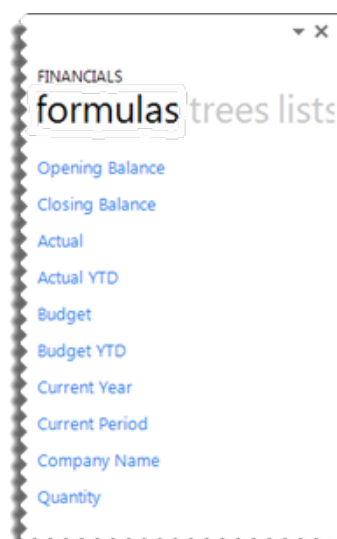 FINANCIALS
formulas trees lists
Opening Balance
Closing Balance
Actual
Actual YTD
Budget
Budget YTD
Current Year
Current Period
Company Name
Quantity